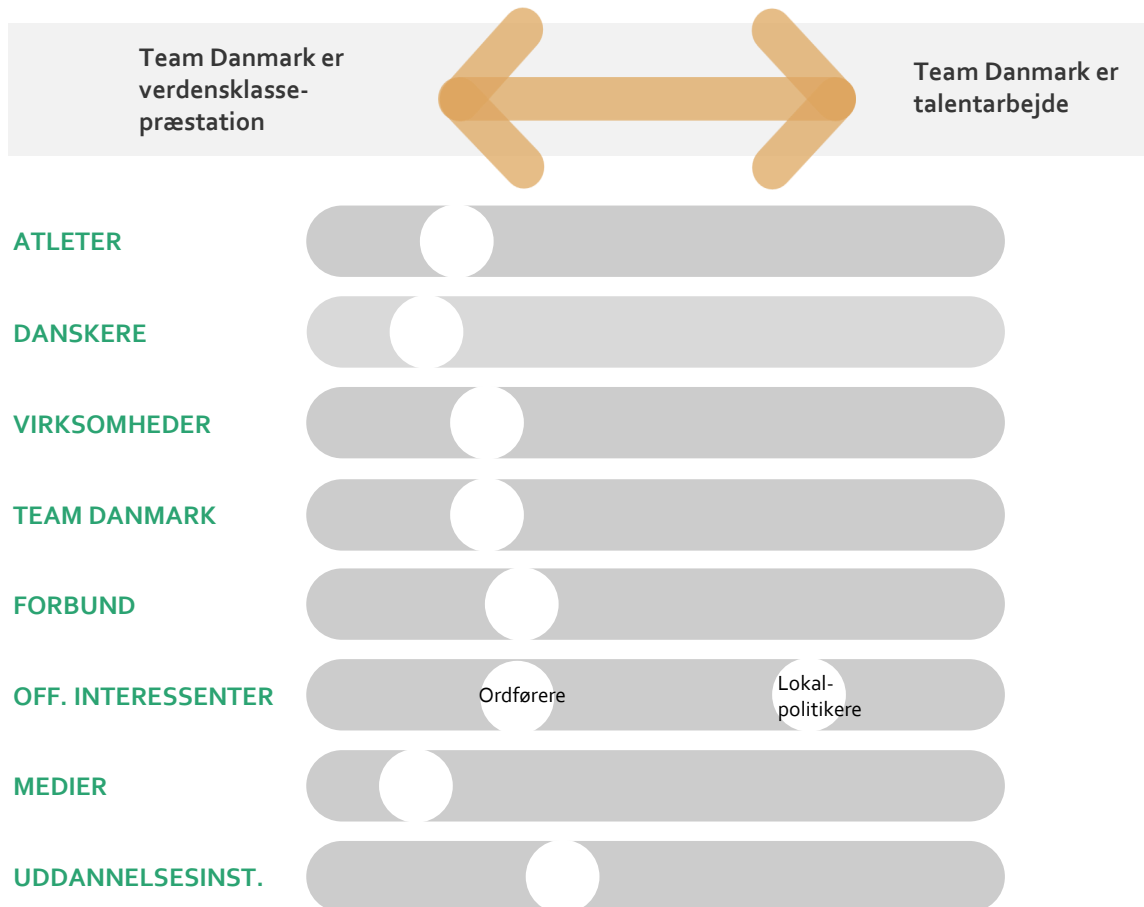 Team Danmark er
verdensklasse-
præstation
Team Danmark er
talentarbejde
ATLETER
DANSKERE
VIRKSOMHEDER
TEAM DANMARK
FORBUND
OFF. INTERESSENTER
Ordførere
Lokal-
politikere
MEDIER
UDDANNELSESINST.